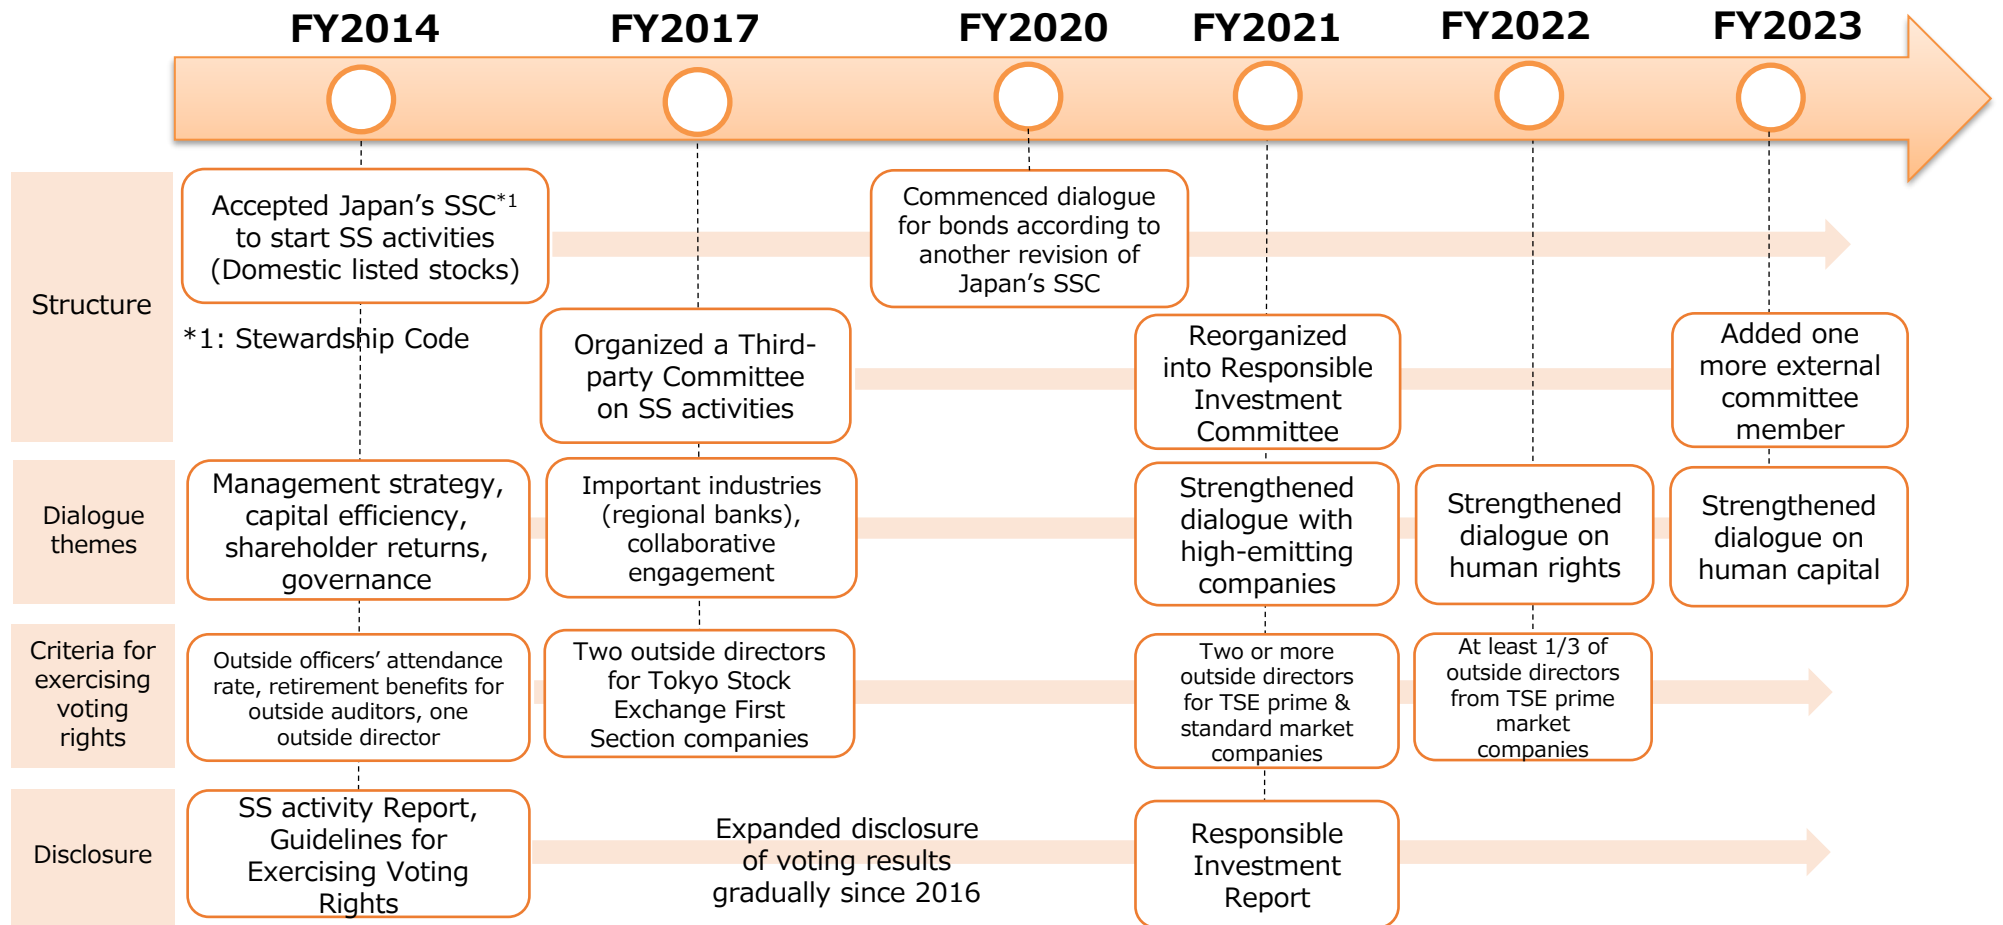 FY2014
FY2017
FY2020
FY2021
FY2022
FY2023
Structure
Accepted Japan’s SSC*1
to start SS activities
(Domestic listed stocks)
*1: Stewardship Code
Organized a Third-
party Committee
on SS activities
Commenced dialogue
for bonds according to
another revision of
Japan’s SSC
Reorganized
into Responsible
Investment
Committee
Added one
more external
committee
member
Dialogue
themes
Management strategy,
capital efficiency,
shareholder returns,
governance
Important industries
(regional banks),
collaborative
engagement
Strengthened
dialogue with
high-emitting
companies
Strengthened
dialogue on
human rights
Strengthened
dialogue on
human capital
Criteria for
exercising
voting
rights
Outside officers’ attendance
rate, retirement benefits for
outside auditors, one
outside director
Two outside directors
for Tokyo Stock
Exchange First
Section companies
Two or more
outside directors
for TSE prime &
standard market
companies
At least 1/3 of
outside directors
from TSE prime
market
companies
Disclosure
SS activity Report,
Guidelines for
Exercising Voting
Rights
Expanded disclosure
of voting results
gradually since 2016
Responsible
Investment
Report